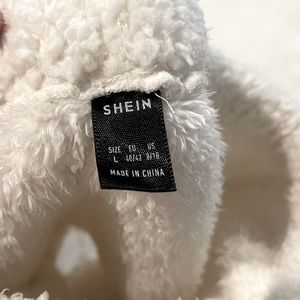 SHEIN
SIZE EU US
L 40/42 8/10
MADE IN CHINA